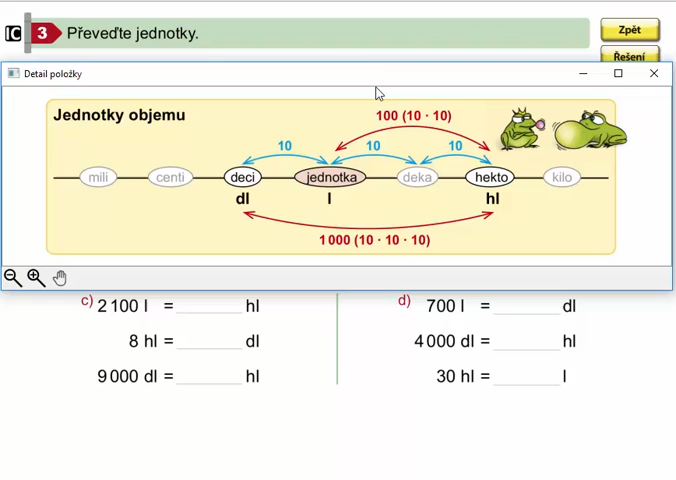 3 Převeďte jednotky.
Zpět
Řešení
Detail položky
Jednotky objemu
100 (10 · 10)
10 10 10
mili centi deci jednotka deka hekto kilo
dl l hl
1 000 (10 · 10 · 10)
c) 2 100 l = hl
8 hl = dl
9 000 dl = hl
d) 700 l = dl
4 000 dl = hl
30 hl = l